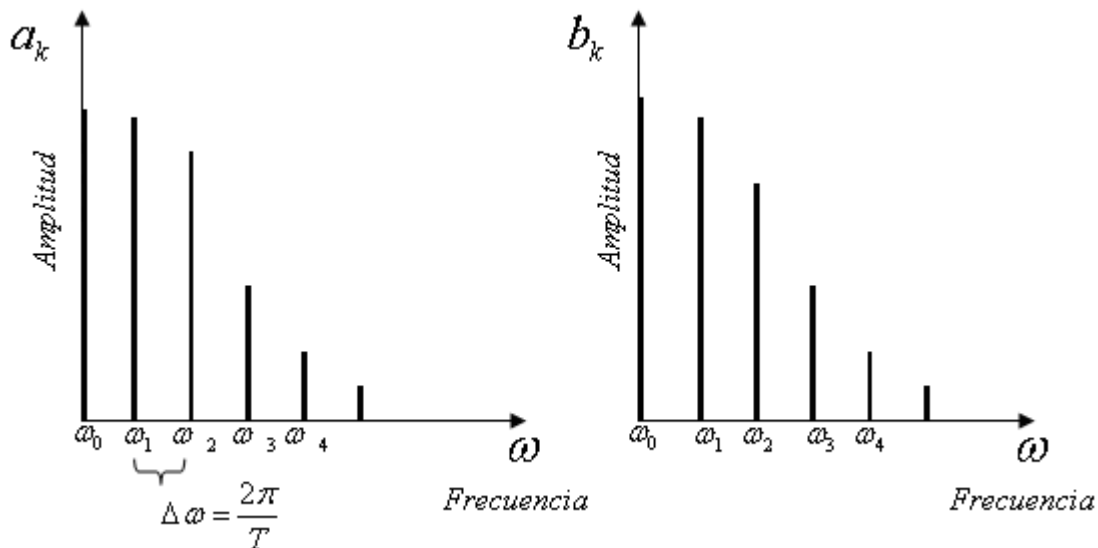 a_k
Amplitud
ω_0 ω_1 ω_2 ω_3 ω_4
ω
Δω = 2π/T
Frecuencia
b_k
Amplitud
ω_0 ω_1 ω_2 ω_3 ω_4
ω
Frecuencia